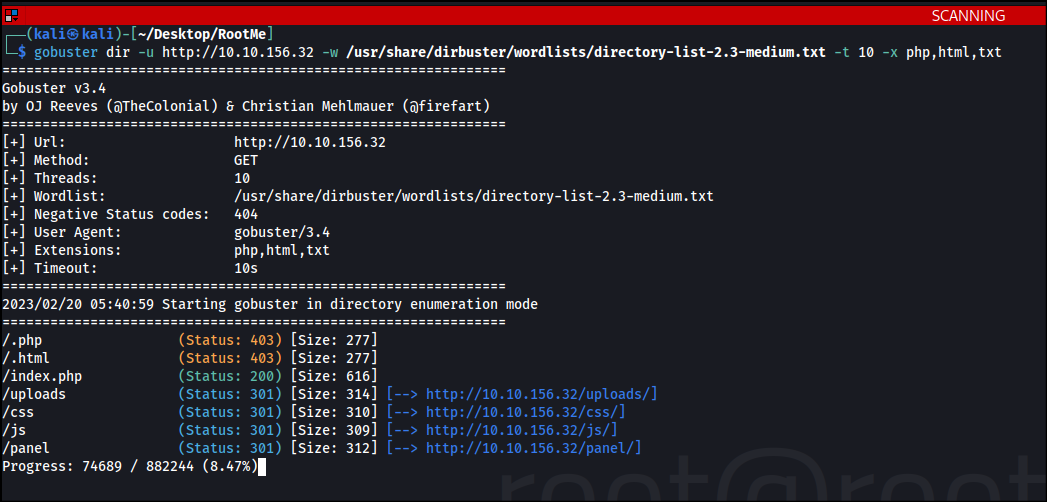 SCANNING
┌──(kali㉿kali)-[~/Desktop/RootMe]
└─$ gobuster dir -u http://10.10.156.32 -w /usr/share/dirbuster/wordlists/directory-list-2.3-medium.txt -t 10 -x php,html,txt
===============================================================
Gobuster v3.4
by OJ Reeves (@TheColonial) & Christian Mehlmauer (@firefart)
===============================================================
[+] Url:                     http://10.10.156.32
[+] Method:                  GET
[+] Threads:                 10
[+] Wordlist:                /usr/share/dirbuster/wordlists/directory-list-2.3-medium.txt
[+] Negative Status codes:   404
[+] User Agent:              gobuster/3.4
[+] Extensions:              php,html,txt
[+] Timeout:                 10s
===============================================================
2023/02/20 05:40:59 Starting gobuster in directory enumeration mode
===============================================================
/.php                 (Status: 403) [Size: 277]
/.html                (Status: 403) [Size: 277]
/index.php            (Status: 200) [Size: 616]
/uploads              (Status: 301) [Size: 314] [--> http://10.10.156.32/uploads/]
/css                  (Status: 301) [Size: 310] [--> http://10.10.156.32/css/]
/js                   (Status: 301) [Size: 309] [--> http://10.10.156.32/js/]
/panel                (Status: 301) [Size: 312] [--> http://10.10.156.32/panel/]
Progress: 74689 / 882244 (8.47%)
root@root